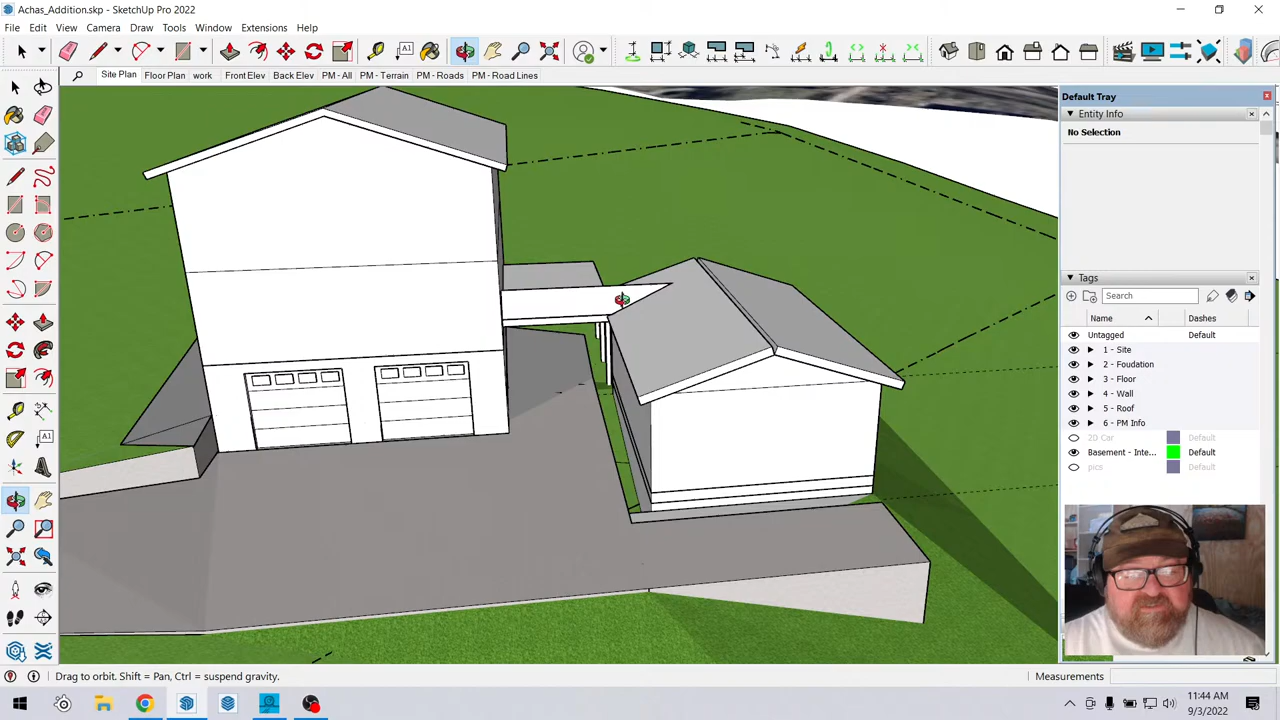 Achas_Addition.skp - SketchUp Pro 2022
File Edit View Camera Draw Tools Window Extensions Help
Site Plan Floor Plan work Front Elev Back Elev PM - All PM - Terrain PM - Roads PM - Road Lines
Default Tray
Entity Info
No Selection
Tags
Search
Name Dashes
Untagged Default
1 - Site
2 - Foudation
3 - Floor
4 - Wall
5 - Roof
6 - PM Info
2D Car Default
Basement - Inte... Default
pics Default
Drag to orbit. Shift = Pan, Ctrl = suspend gravity.
Measurements
11:44 AM
9/3/2022